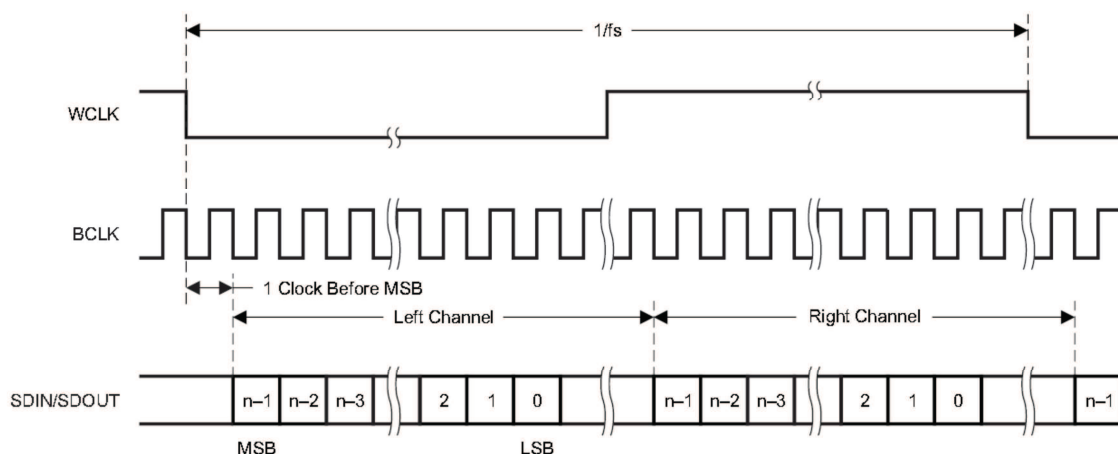 1/fs
WCLK
BCLK
1 Clock Before MSB
Left Channel
Right Channel
SDIN/SDOUT
n–1 n–2 n–3 2 1 0 n–1 n–2 n–3 2 1 0 n–1
MSB LSB